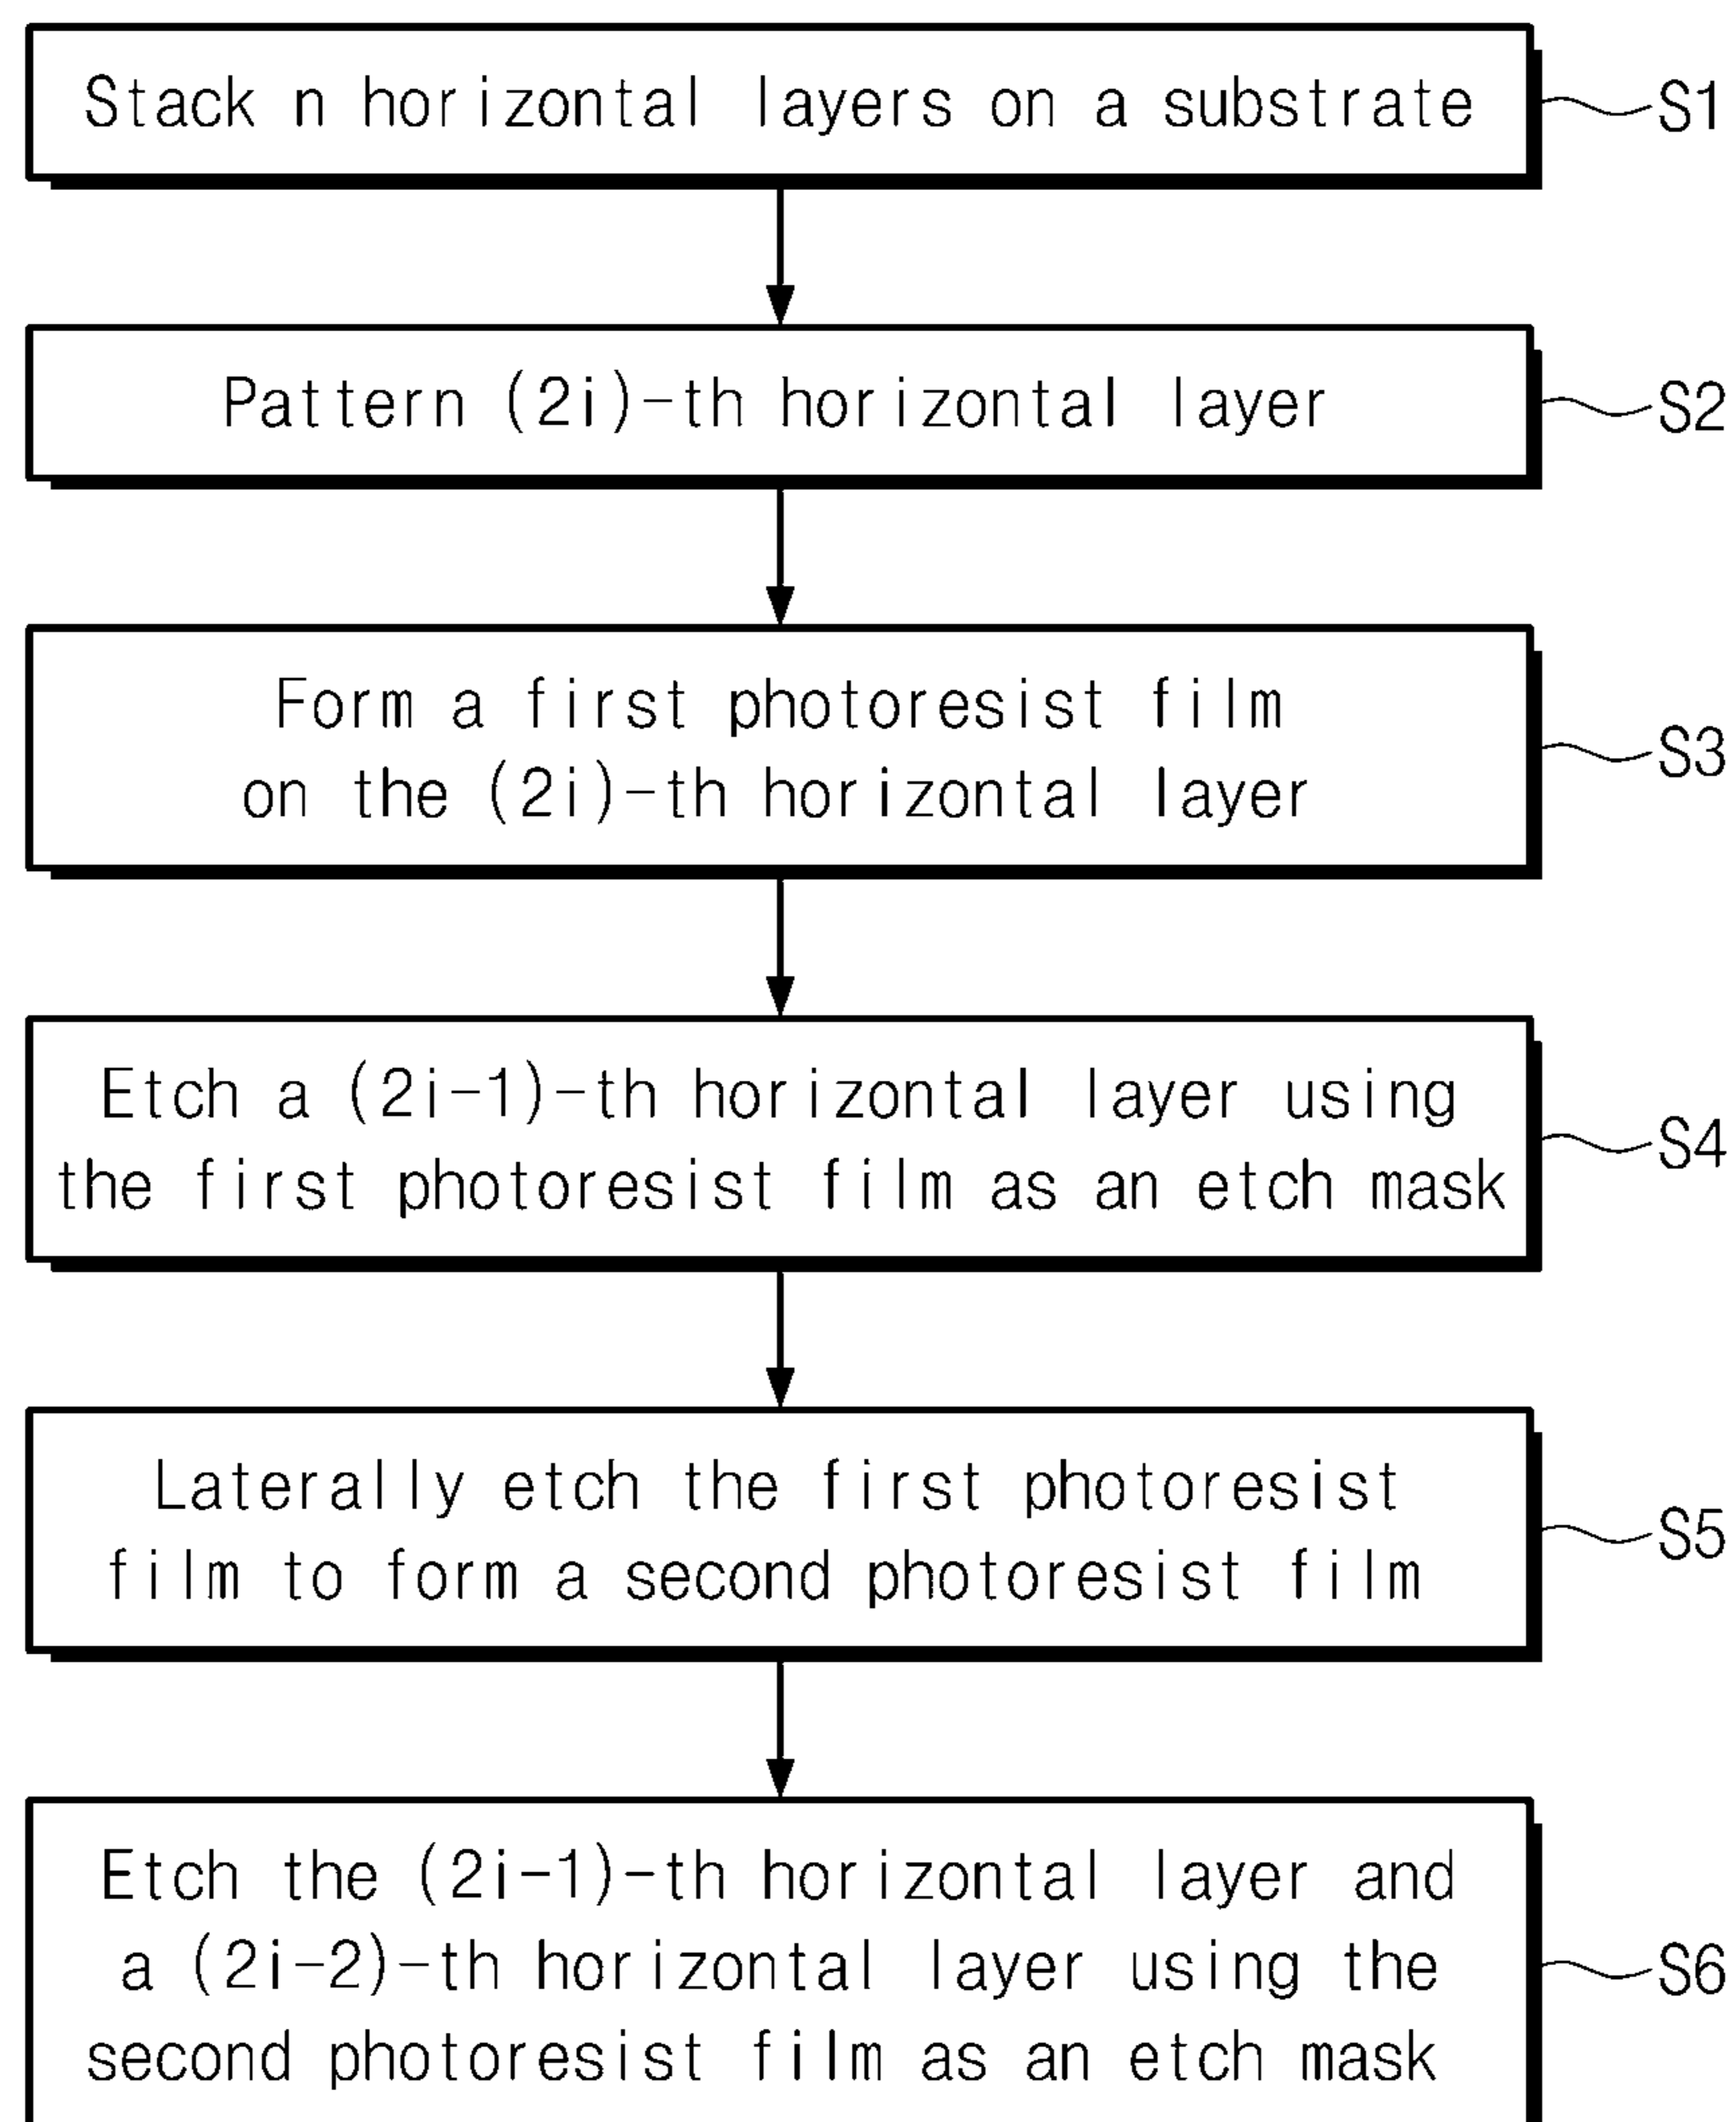 Stack n horizontal layers on a substrate
S1
Pattern (2i)-th horizontal layer
S2
Form a first photoresist film
on the (2i)-th horizontal layer
S3
Etch a (2i-1)-th horizontal layer using
the first photoresist film as an etch mask
S4
Laterally etch the first photoresist
film to form a second photoresist film
S5
Etch the (2i-1)-th horizontal layer and
a (2i-2)-th horizontal layer using the
second photoresist film as an etch mask
S6